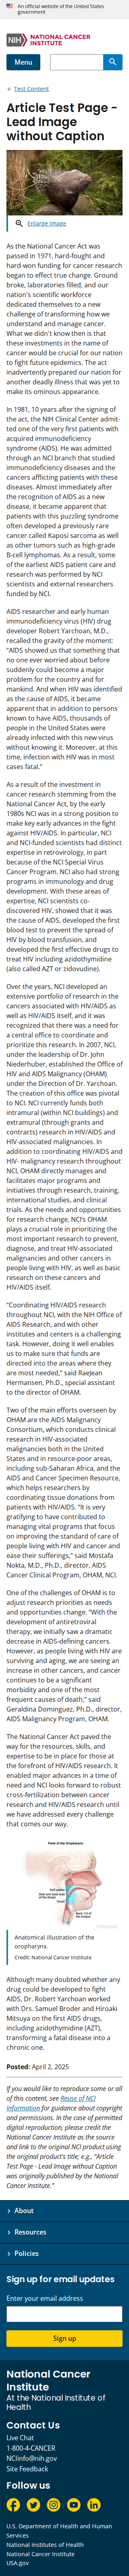 An official website of the United States
government
NIH NATIONAL CANCER
INSTITUTE
Menu
Test Content
Article Test Page -
Lead Image
without Caption
Enlarge Image
As the National Cancer Act was
passed in 1971, hard-fought and
hard-won funding for cancer research
began to effect true change. Ground
broke, laboratories filled, and our
nation's scientific workforce
escalated into something of a new
challenge, transforming the way we
understand and manage cancer.
What we didn't know is that these
investments in the name of cancer
would be crucial for our nation
to fight future epidemics. The act
inadvertently prepared our nation for
another deadly illness that was yet to
make its ominous appearance.
In 1981, 10 years after the signing of
the act, the NIH Clinical Center admit-
ted one of the very first patients with
acquired immunodeficiency
syndrome (AIDS). He was admitted
through an NCI branch that studied
immunodeficiency diseases and the
cancers afflicting patients with these
diseases. Almost immediately after
the recognition of AIDS as a new
disease, it became apparent that
patients with this puzzling syndrome
often developed a rare disease
called Kaposi sarcoma as well
as other tumors such as high-grade
B-cell lymphomas. As a result, some
of the earliest AIDS patient care and
research was performed by NCI
scientists and extended researchers
funded by NCI.
AIDS researcher and early human
immunodeficiency virus (HIV) drug
developer Robert Yarchoan, M.D.,
recalls the gravity of the moment:
"AIDS showed us that something that
no one ever worried about before
suddenly could become a major
problem for the country and for
mankind. And when HIV was identified
as the cause of AIDS, it became
apparent that for each patient who
was known to have AIDS, thousands of
people in the United States were
already infected with this new virus
without knowing it. Moreover, at this
time, infection with HIV was in most
cases fatal."
As a result of the investment in
cancer research stemming from the
National Cancer Act, by the early
1980s NCI was in a strong position to
make key early advances in the fight
against HIV/AIDS. In particular, NCI
and NCI-funded scientists had distinct
expertise in retrovirology, in part
because of the NCI Special Virus
Cancer Program. NCI also had strong
programs in immunology and drug
development. With these areas of
expertise, NCI scientists co-
discovered HIV, showed that it was
the cause of AIDS, developed the first
blood test to prevent the spread of
HIV by blood transfusion, and
developed the first effective drugs to
treat HIV including azidothymidine
(also called AZT or zidovudine).
Over the years, NCI developed an
extensive portfolio of research in the
cancers associated with HIV/AIDS as
well as HIV/AIDS itself, and it was
recognized that there was a need for
a specialized office to coordinate and
prioritize this research. In 2007, NCI,
under the leadership of Dr. John
Niederhuber, established the Office of
HIV and AIDS Malignancy (OHAM)
under the Direction of Dr. Yarchoan.
The creation of this office was pivotal
to NCI. OHAM currently funds both
intramural (within NCI buildings) and
extramural (through grants and
contracts) research in HIV/AIDS and
HIV-associated malignancies. In
addition to coordinating HIV/AIDS and
HIV-malignancy research throughout
NCI, OHAM directly manages and
facilitates major programs and
initiatives through research, training,
international studies, and clinical
trials. As the needs and opportunities
for research change, NCI's OHAM
plays a crucial role in prioritizing the
most important areas to study in HIV-
associated and HIV-associated
malignancies and other cancers in
people living with HIV, as well as basic
research on these cancers and
HIV/AIDS itself.
"Coordinating HIV/AIDS research
throughout NCI, with the NIH Office of
AIDS Research, and with other
institutes and centers is a challenging
task. However, doing it well enables
us to make sure that funds are
directed into the areas where they
are most needed," said RaeJean
Hermansen, Ph.D., special assistant
to the director of OHAM.
Two of the main efforts overseen by
OHAM are the AIDS Malignancy
Consortium, which conducts clinical
research in HIV-associated
malignancies both in the United
States and in resource-poor areas,
including sub-Saharan Africa, and the
AIDS and Cancer Specimen Resource,
which helps researchers by
coordinating tissue donations from
patients with HIV/AIDS. "It is very
gratifying to have contributed to
managing vital programs that focus
on improving the standard of care of
people living with HIV and cancer and
ease their sufferings," said Mostafa
Nokta, M.D., Ph.D., director, AIDS
Cancer Clinical Program, OHAM, NCI.
One of the challenges of OHAM is to
adjust research priorities as needs
and opportunities change. "With the
development of antiretroviral
therapy, we initially saw a dramatic
decrease in AIDS-defining cancers.
However, as people living with HIV are
surviving and aging, we are seeing an
increase in other cancers, and cancer
continues to be a significant
morbidity and one of the most
frequent causes of death," said
Geraldina Dominguez, Ph.D., director,
AIDS Malignancy Program, OHAM.
The National Cancer Act paved the
way for the resources, sites, and
expertise to be in place for what
became the forefront of HIV/AIDS
research. It enabled major advances in a time of
need and NCI looks forward to robust
cross-fertilization between cancer
research and HIV/AIDS research until
we have addressed every challenge
that comes our way.
Parts of the Oropharynx
Anatomical illustration of the
oropharynx.
Credit: National Cancer Institute
Although many doubted whether any
drug could be developed to fight
AIDS, Dr. Robert Yarchoan worked
with Drs. Samuel Broder and Hiroaki
Mitsuya on the first AIDS drugs,
including azidothymidine (AZT),
transforming a fatal disease into a
chronic one.
Posted: April 2, 2025
If you would like to reproduce some or all
of this content, see Reuse of NCI
Information for guidance about copyright
and permissions. In the case of permitted
digital reproduction, please credit the
National Cancer Institute as the source
and link to the original NCI product using
the original product's title; e.g., "Article
Test Page - Lead Image without Caption
was originally published by the National
Cancer Institute."
About
Resources
Policies
Sign up for email updates
Enter your email address
Sign up
National Cancer
Institute
at the National Institutes of
Health
Contact Us
Live Chat
1-800-4-CANCER
NCIinfo@nih.gov
Site Feedback
Follow us
U.S. Department of Health and Human
Services
National Institutes of Health
National Cancer Institute
USA.gov